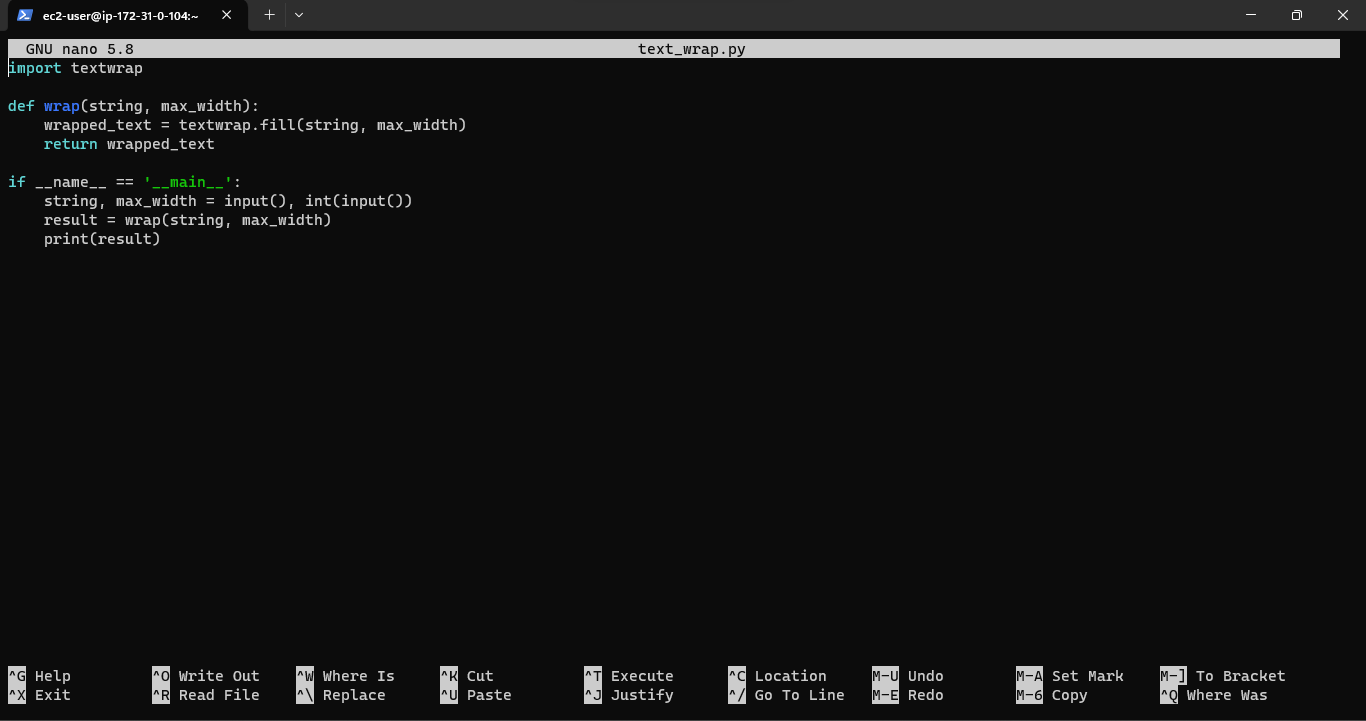 ec2-user@ip-172-31-0-104:~
GNU nano 5.8 text_wrap.py
import textwrap
def wrap(string, max_width):
    wrapped_text = textwrap.fill(string, max_width)
    return wrapped_text
if __name__ == '__main__':
    string, max_width = input(), int(input())
    result = wrap(string, max_width)
    print(result)
^G Help ^O Write Out ^W Where Is ^K Cut ^T Execute ^C Location M-U Undo M-A Set Mark M-] To Bracket
^X Exit ^R Read File ^\ Replace ^U Paste ^J Justify ^/ Go To Line M-E Redo M-6 Copy ^Q Where Was